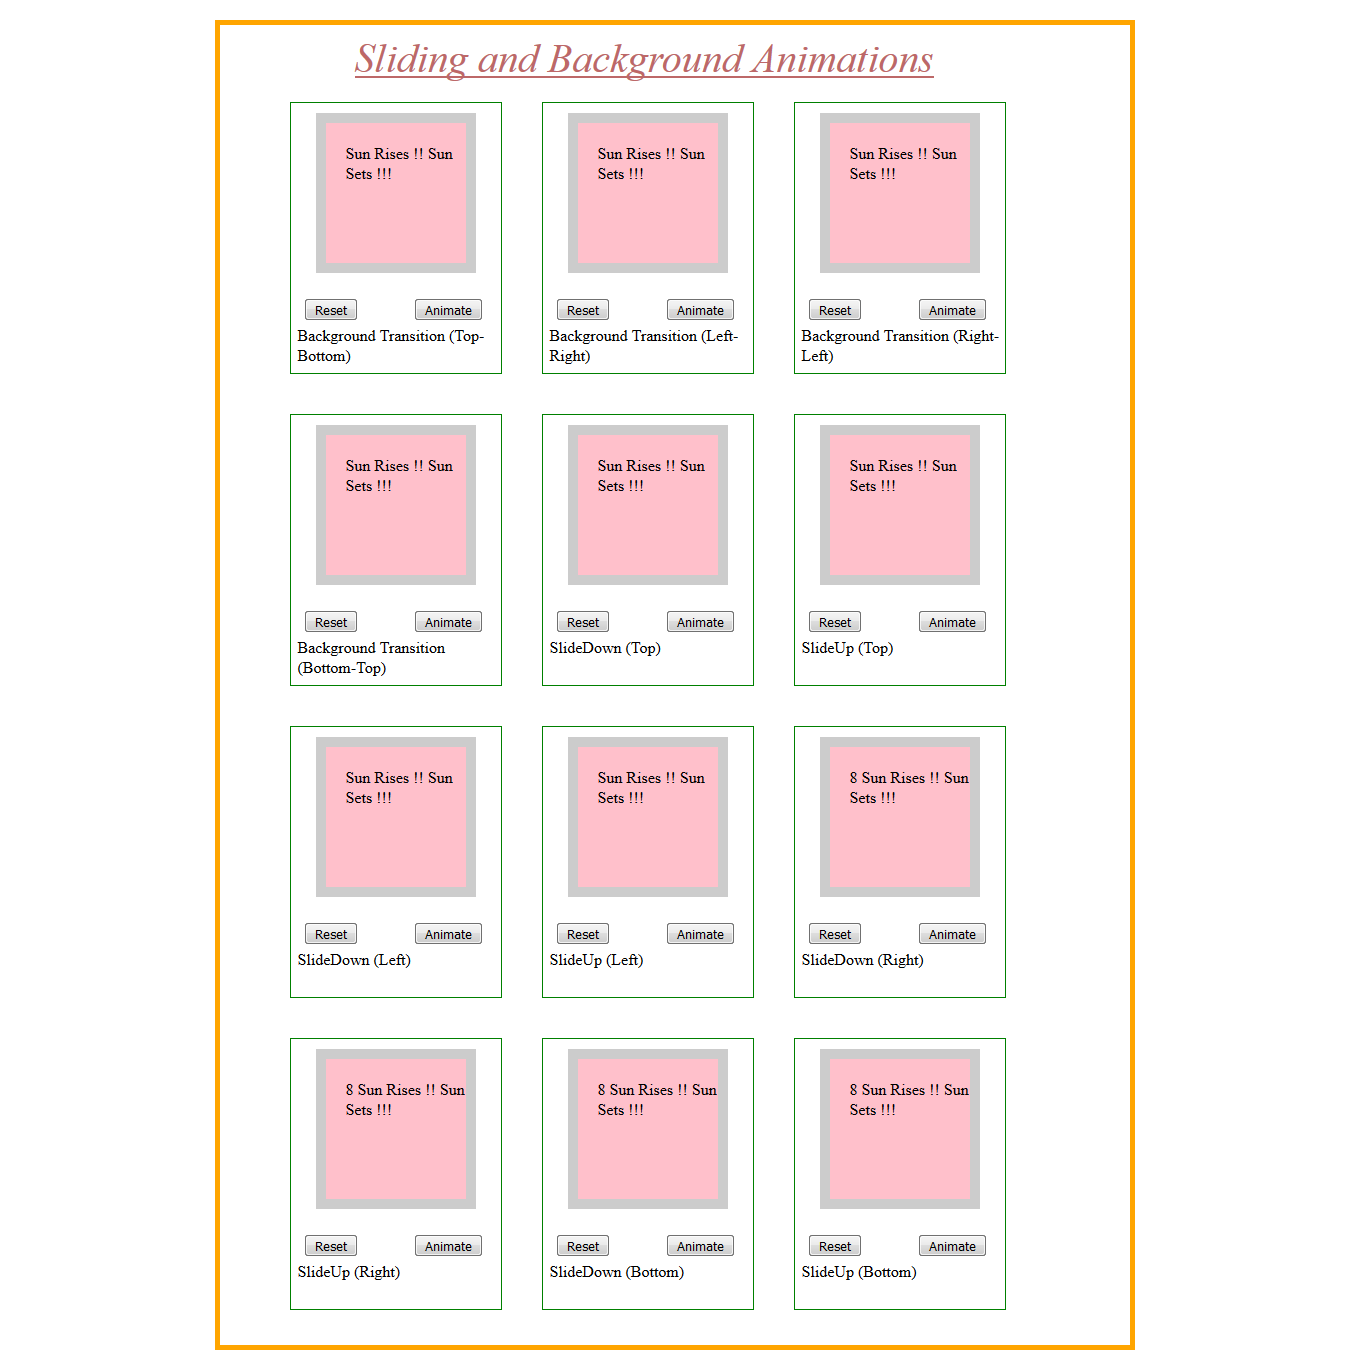 Sliding and Background Animations
Sun Rises !! Sun
Sets !!!
Reset Animate
Background Transition (Top-
Bottom)
Sun Rises !! Sun
Sets !!!
Reset Animate
Background Transition (Left-
Right)
Sun Rises !! Sun
Sets !!!
Reset Animate
Background Transition (Right-
Left)
Sun Rises !! Sun
Sets !!!
Reset Animate
Background Transition
(Bottom-Top)
Sun Rises !! Sun
Sets !!!
Reset Animate
SlideDown (Top)
Sun Rises !! Sun
Sets !!!
Reset Animate
SlideUp (Top)
Sun Rises !! Sun
Sets !!!
Reset Animate
SlideDown (Left)
Sun Rises !! Sun
Sets !!!
Reset Animate
SlideUp (Left)
8 Sun Rises !! Sun
Sets !!!
Reset Animate
SlideDown (Right)
8 Sun Rises !! Sun
Sets !!!
Reset Animate
SlideUp (Right)
8 Sun Rises !! Sun
Sets !!!
Reset Animate
SlideDown (Bottom)
8 Sun Rises !! Sun
Sets !!!
Reset Animate
SlideUp (Bottom)